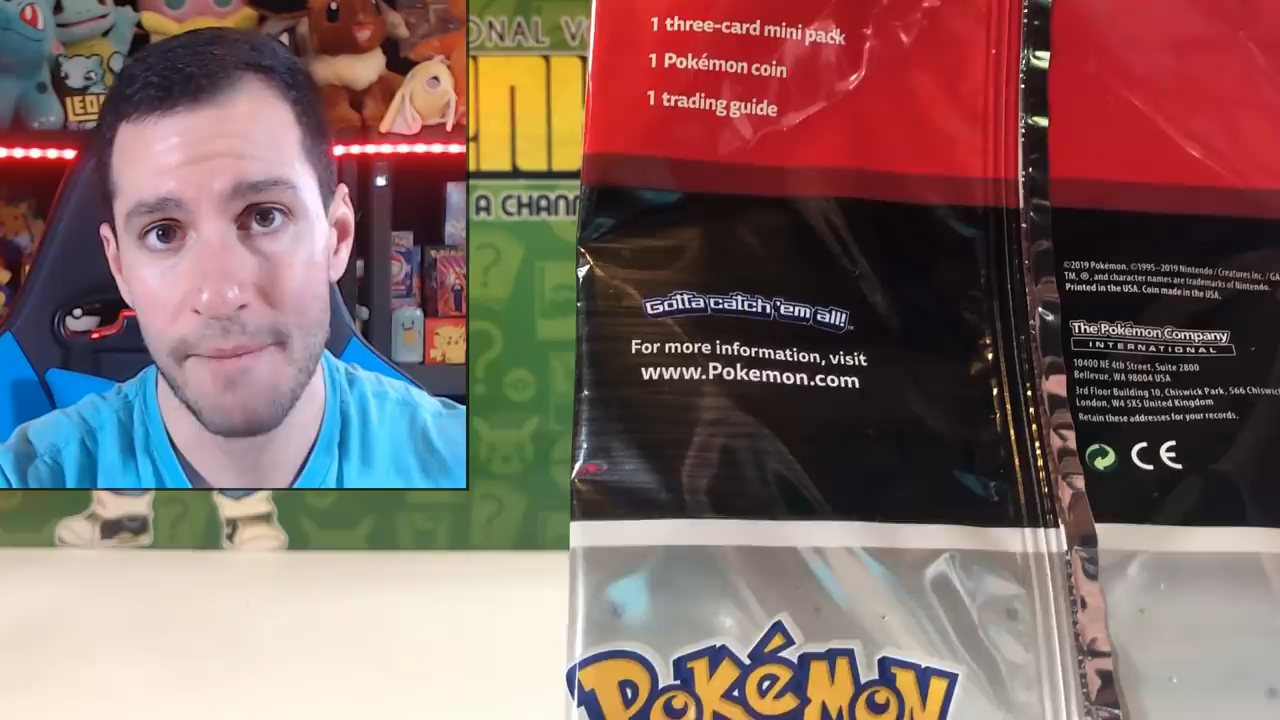 LEO
ONAL V
A CHANN
1 three-card mini pack
1 Pokémon coin
1 trading guide
Gotta catch 'em all!
For more information, visit
www.Pokemon.com
©2019 Pokémon. ©1995–2019 Nintendo / Creatures Inc. / GA
TM, ®, and character names are trademarks of Nintendo.
Printed in the USA. Coin made in the USA.
The Pokémon Company
INTERNATIONAL
10400 NE 4th Street, Suite 2800
Bellevue, WA 98004 USA
3rd Floor Building 10, Chiswick Park, 566 Chiswic
London, W4 5XS United Kingdom
Retain these addresses for your records.
CE
POKéMON